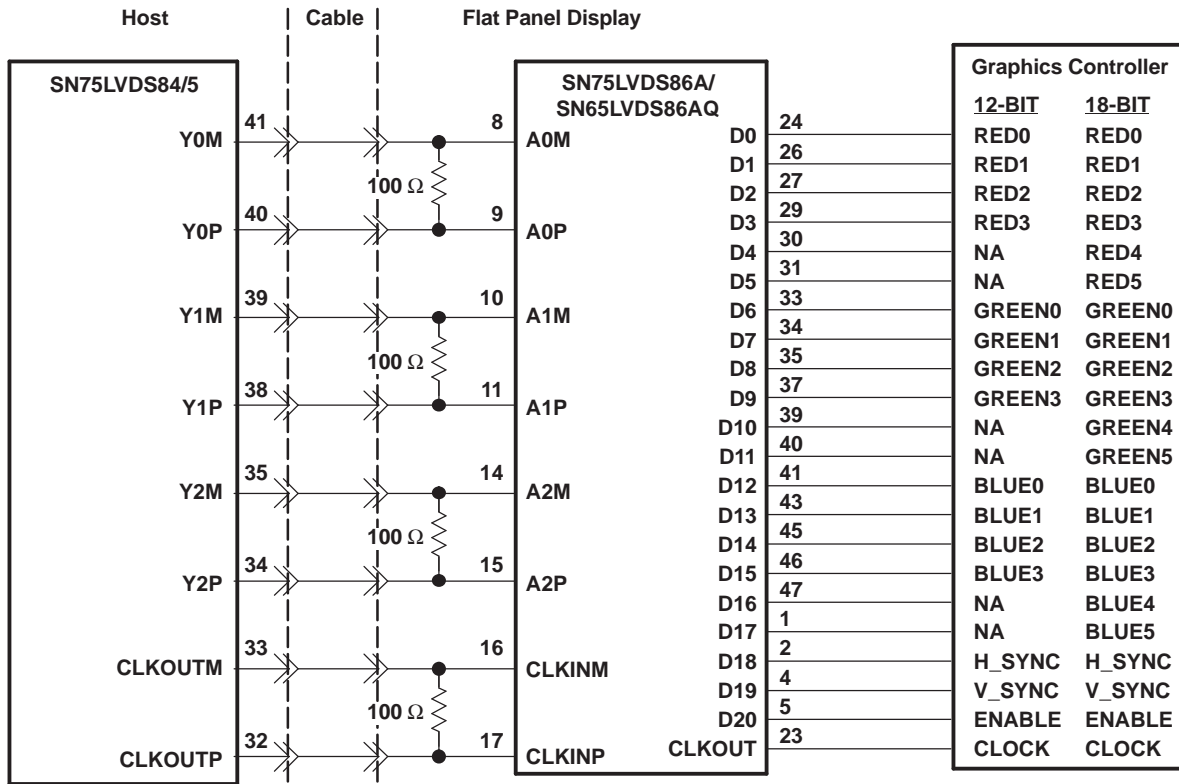 Host Cable Flat Panel Display
SN75LVDS84/5
Y0M 41
Y0P 40
Y1M 39
Y1P 38
Y2M 35
Y2P 34
CLKOUTM 33
CLKOUTP 32
100 Ω
100 Ω
100 Ω
100 Ω
SN75LVDS86A/
SN65LVDS86AQ
8 A0M
9 A0P
10 A1M
11 A1P
14 A2M
15 A2P
16 CLKINM
17 CLKINP
D0 24
D1 26
D2 27
D3 29
D4 30
D5 31
D6 33
D7 34
D8 35
D9 37
D10 39
D11 40
D12 41
D13 43
D14 45
D15 46
D16 47
D17 1
D18 2
D19 4
D20 5
CLKOUT 23
Graphics Controller
12-BIT 18-BIT
RED0 RED0
RED1 RED1
RED2 RED2
RED3 RED3
NA RED4
NA RED5
GREEN0 GREEN0
GREEN1 GREEN1
GREEN2 GREEN2
GREEN3 GREEN3
NA GREEN4
NA GREEN5
BLUE0 BLUE0
BLUE1 BLUE1
BLUE2 BLUE2
BLUE3 BLUE3
NA BLUE4
NA BLUE5
H_SYNC H_SYNC
V_SYNC V_SYNC
ENABLE ENABLE
CLOCK CLOCK